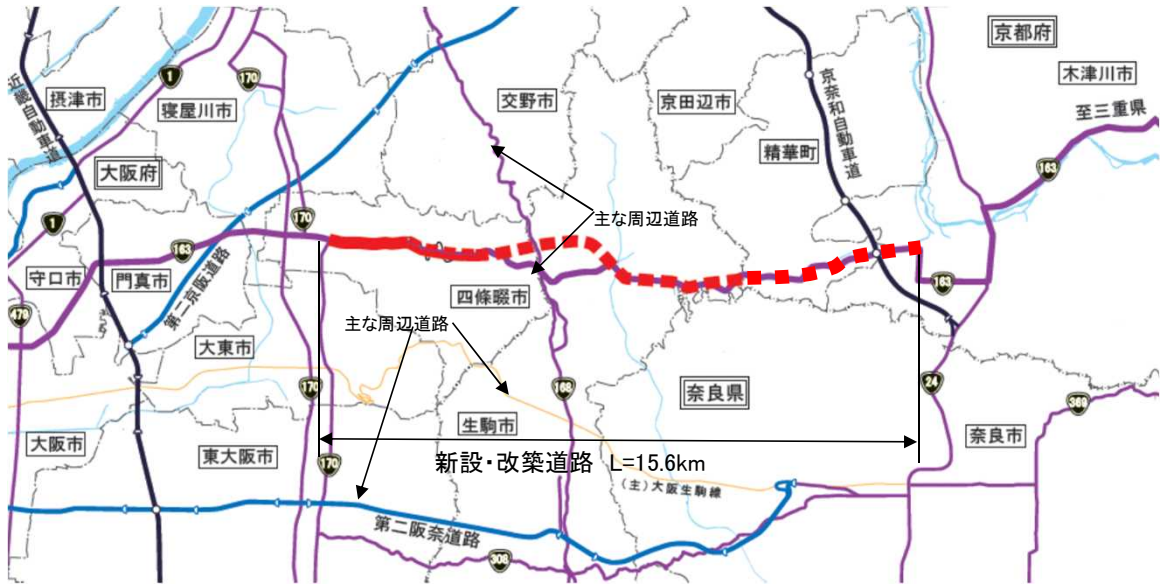 京都府
木津川市
至三重県
近畿自動車道
摂津市
1
170
寝屋川市
交野市
京田辺市
京奈和自動車道
精華町
163
大阪府
主な周辺道路
1
170
163
守口市
門真市
第二京阪道路
四條畷市
163
479
大東市
主な周辺道路
170
168
奈良県
24
369
大阪市
東大阪市
生駒市
奈良市
170
新設・改築道路 L=15.6km
(主)大阪生駒線
第二阪奈道路
308